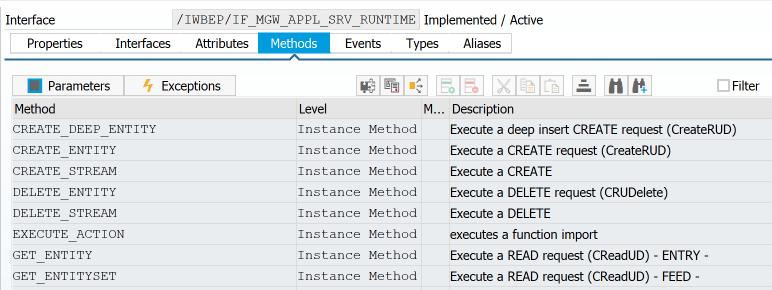 Interface /IWBEP/IF_MGW_APPL_SRV_RUNTIME Implemented / Active
Properties Interfaces Attributes Methods Events Types Aliases
Parameters Exceptions Filter
Method Level M... Description
CREATE_DEEP_ENTITY Instance Method Execute a deep insert CREATE request (CreateRUD)
CREATE_ENTITY Instance Method Execute a CREATE request (CreateRUD)
CREATE_STREAM Instance Method Execute a CREATE
DELETE_ENTITY Instance Method Execute a DELETE request (CRUDelete)
DELETE_STREAM Instance Method Execute a DELETE
EXECUTE_ACTION Instance Method executes a function import
GET_ENTITY Instance Method Execute a READ request (CReadUD) - ENTRY -
GET_ENTITYSET Instance Method Execute a READ request (CReadUD) - FEED -